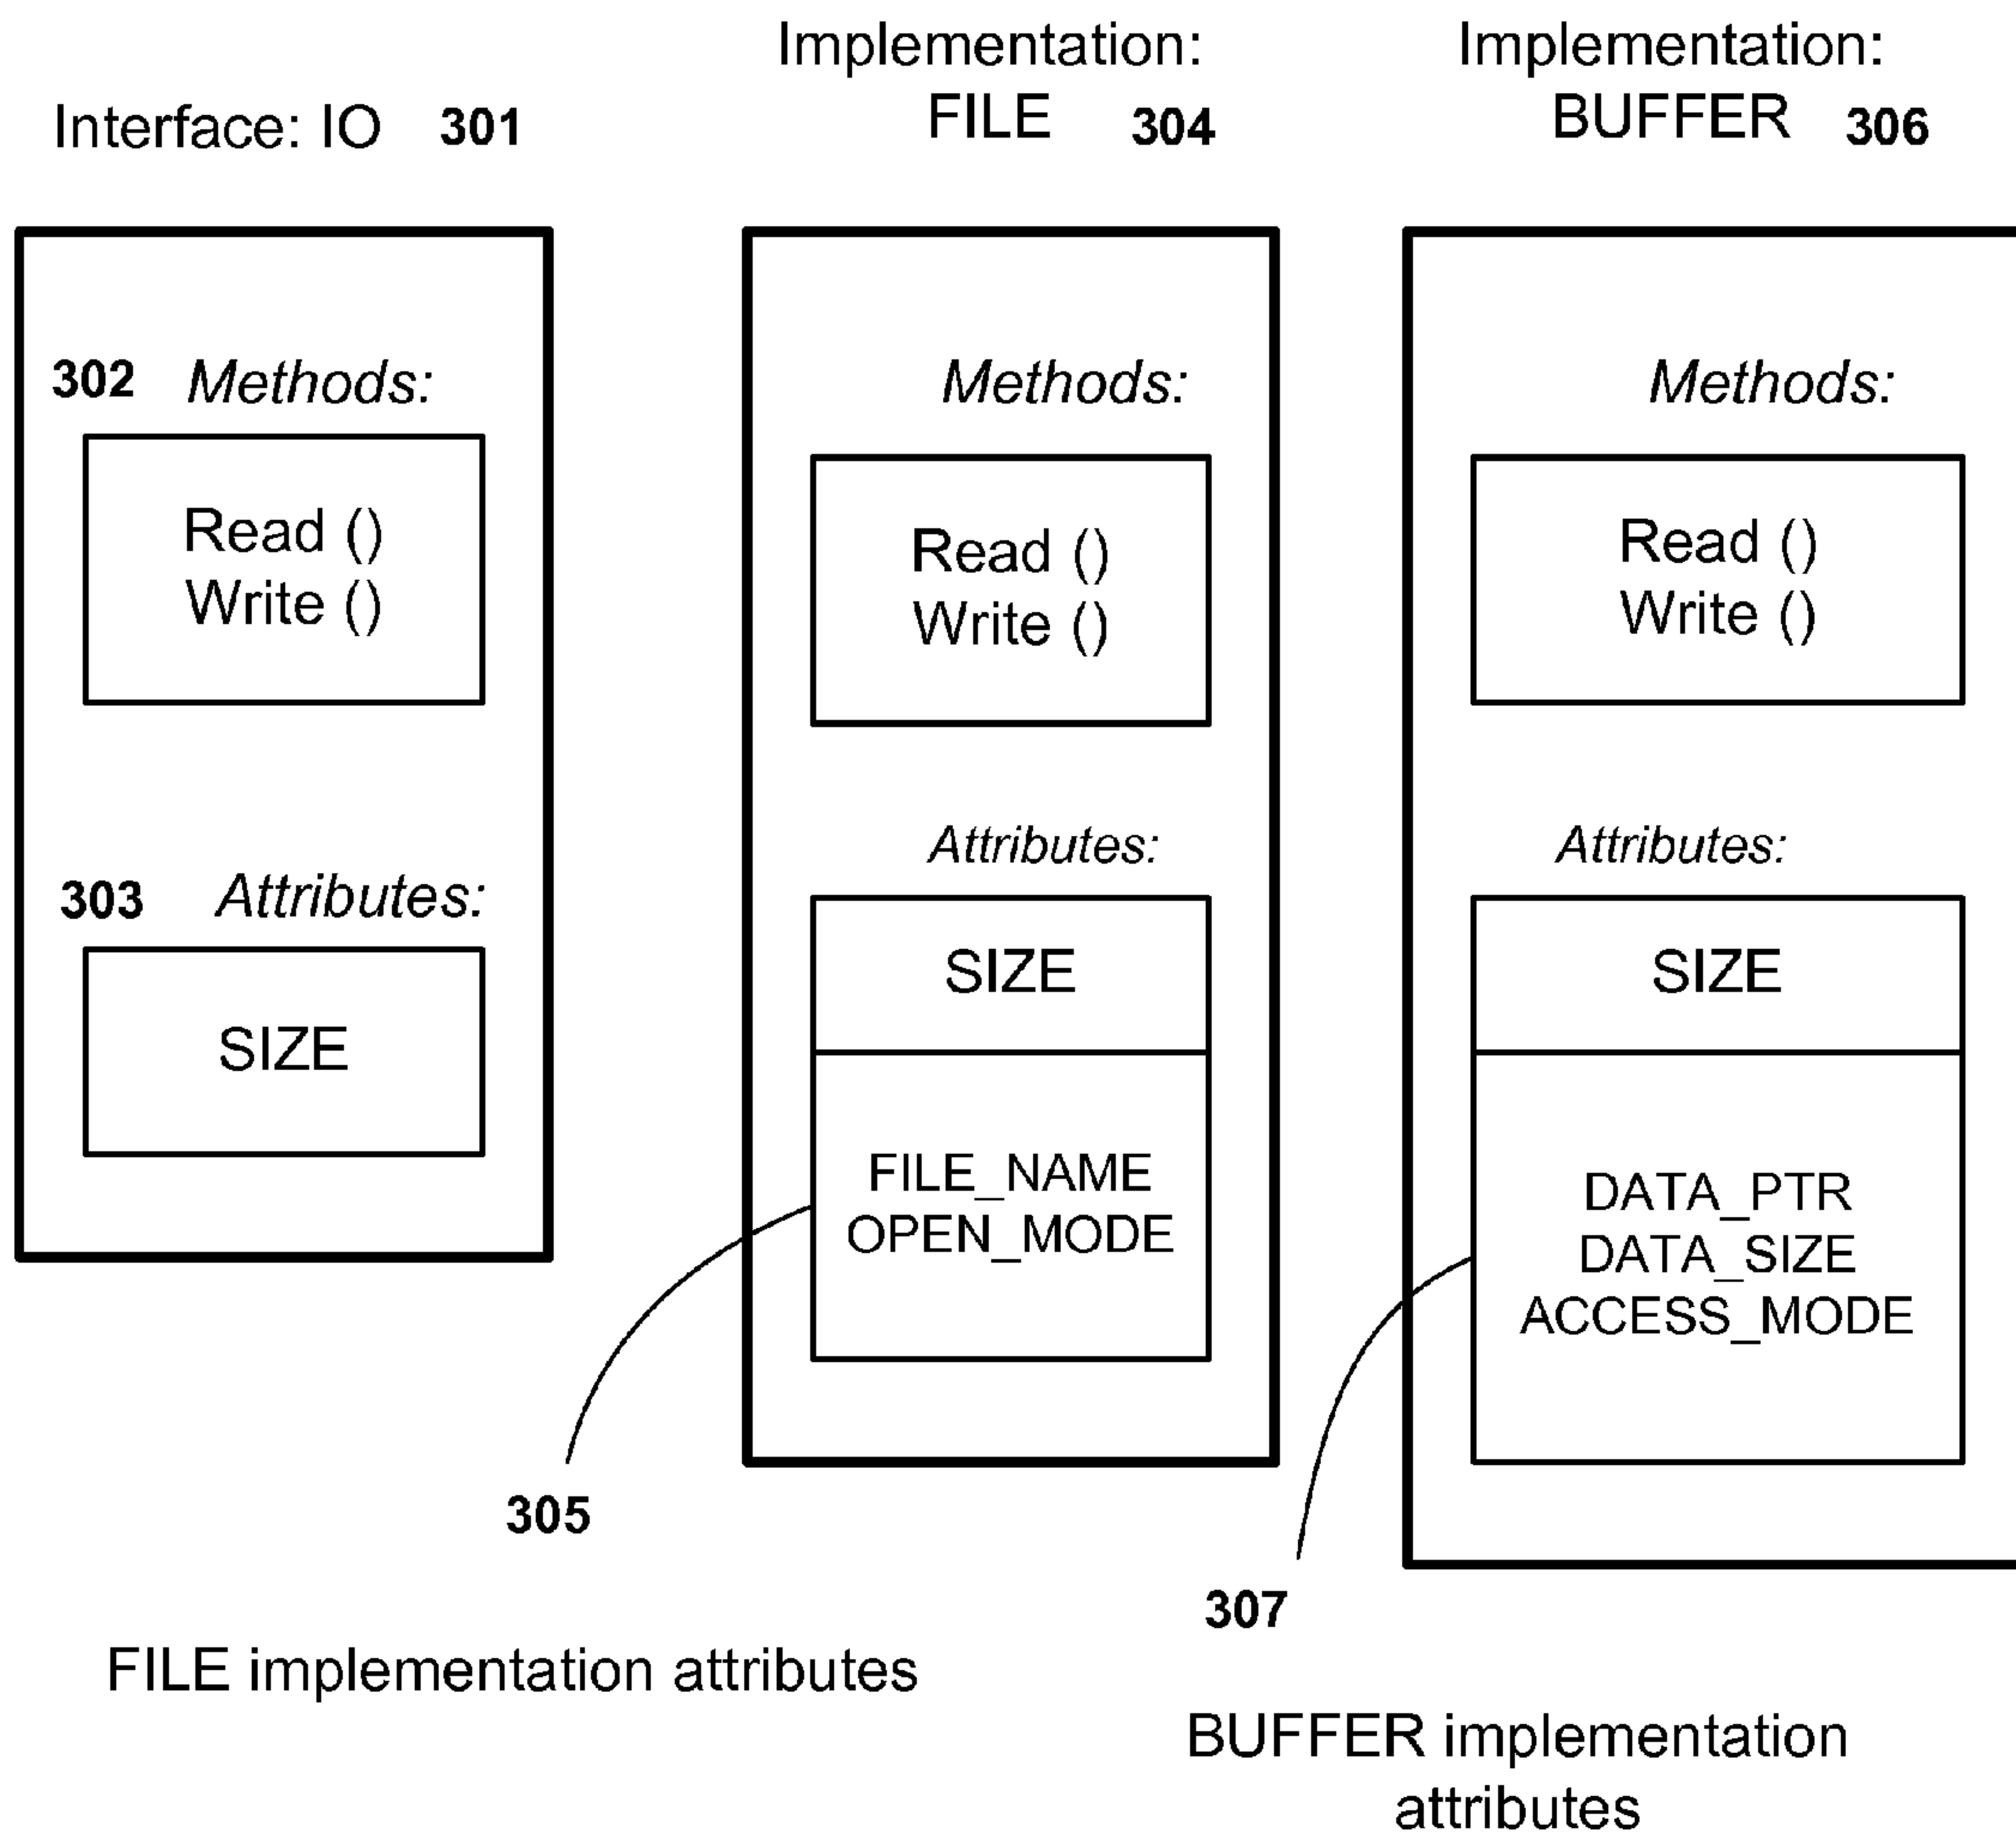 Interface: IO 301
Implementation:
FILE 304
Implementation:
BUFFER 306
302 Methods:
Read ()
Write ()
303 Attributes:
SIZE
Methods:
Read ()
Write ()
Attributes:
SIZE
FILE_NAME
OPEN_MODE
Methods:
Read ()
Write ()
Attributes:
SIZE
DATA_PTR
DATA_SIZE
ACCESS_MODE
305
FILE implementation attributes
307
BUFFER implementation
attributes